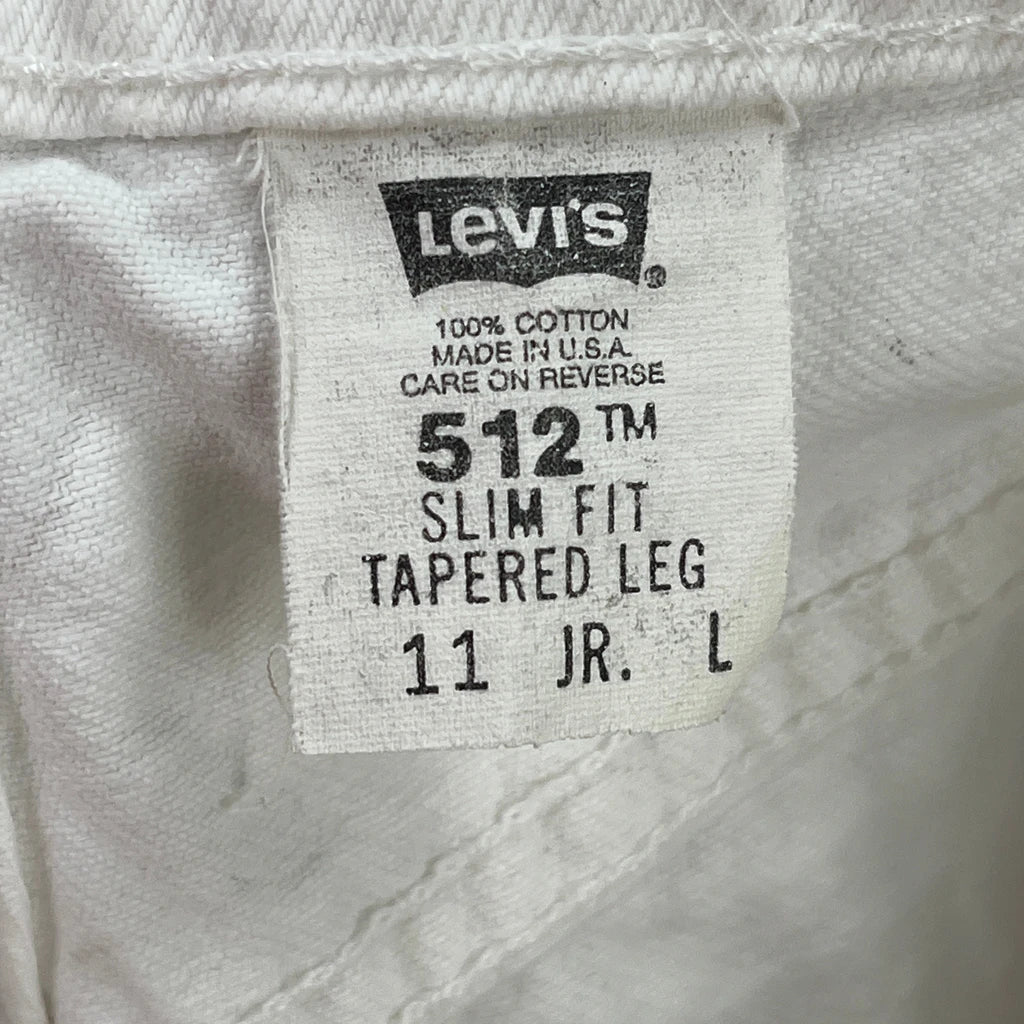 Levi's®
100% COTTON
MADE IN U.S.A.
CARE ON REVERSE
512™
SLIM FIT
TAPERED LEG
11 JR. L